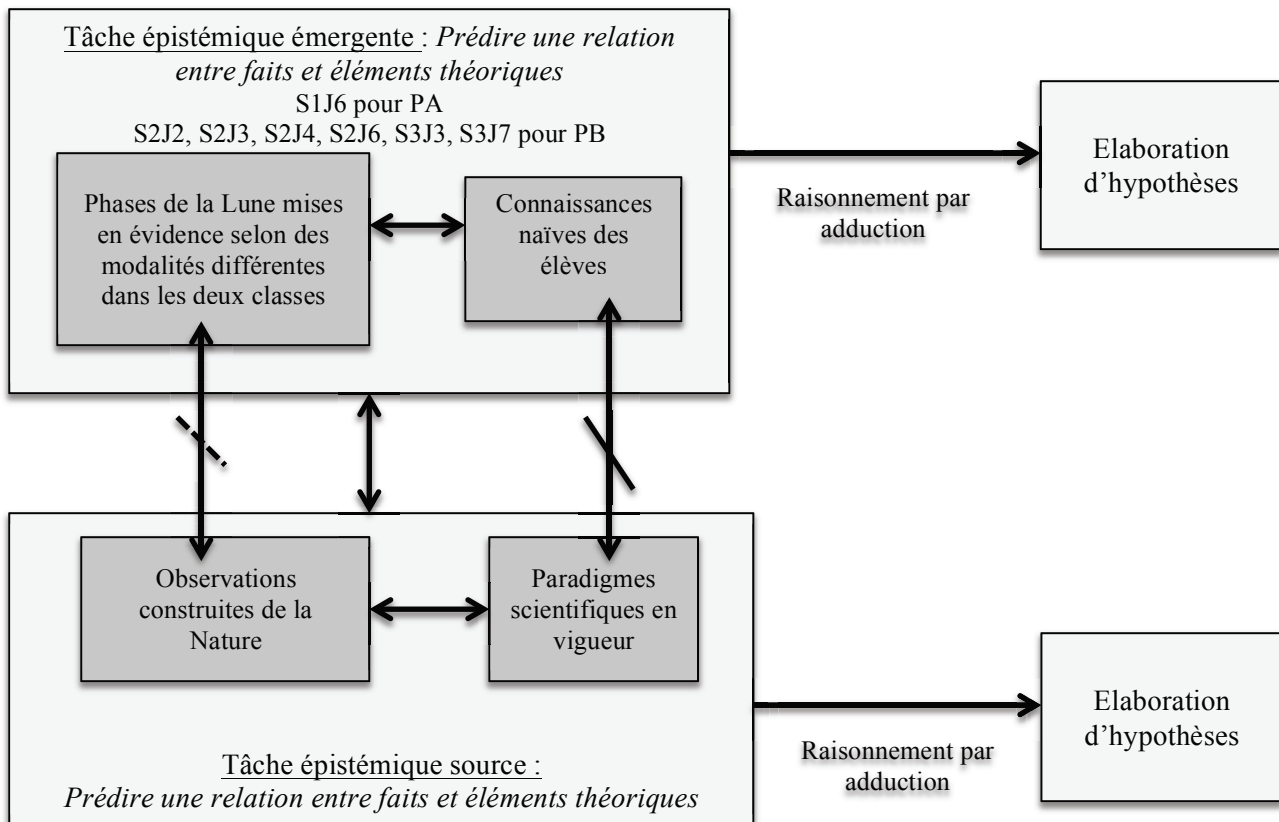 Tâche épistémique émergente : Prédire une relation
entre faits et éléments théoriques
S1J6 pour PA
S2J2, S2J3, S2J4, S2J6, S3J3, S3J7 pour PB
Phases de la Lune mises
en évidence selon des
modalités différentes
dans les deux classes
Connaissances
naïves des
élèves
Raisonnement par
adduction
Elaboration
d’hypothèses
Observations
construites de la
Nature
Paradigmes
scientifiques en
vigueur
Tâche épistémique source :
Prédire une relation entre faits et éléments théoriques
Raisonnement par
adduction
Elaboration
d’hypothèses